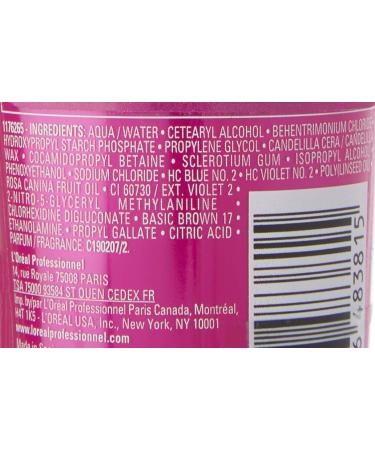 1176265 - INGREDIENTS: AQUA / WATER • CETEARYL ALCOHOL • BEHENTRIMONIUM CHLORIDE
HYDROXYPROPYL STARCH PHOSPHATE • PROPYLENE GLYCOL • CANDELILLA CERA / CANDELILLA
WAX • COCAMIDOPROPYL BETAINE • SCLEROTIUM GUM • ISOPROPYL ALCOHOL
PHENOXYETHANOL • SODIUM CHLORIDE • HC BLUE NO. 2 • HC VIOLET NO. 2 • POLYLINSEED OIL
ROSA CANINA FRUIT OIL • CI 60730 / EXT. VIOLET 2
2-NITRO-5-GLYCERYL METHYLANILINE •
CHLORHEXIDINE DIGLUCONATE • BASIC BROWN 17 •
ETHANOLAMINE • PROPYL GALLATE • CITRIC ACID •
PARFUM / FRAGRANCE C190207/2.
L'Oréal Professionnel
14, rue Royale 75008 PARIS
TSA 75000 93584 ST OUEN CEDEX FR
Imp. by/par L'Oréal Professionnel Paris Canada, Montréal,
H4T 1K5 - L'ORÉAL USA, Inc., New York, NY 10001
www.lorealprofessionnel.com
Made in
6 483815